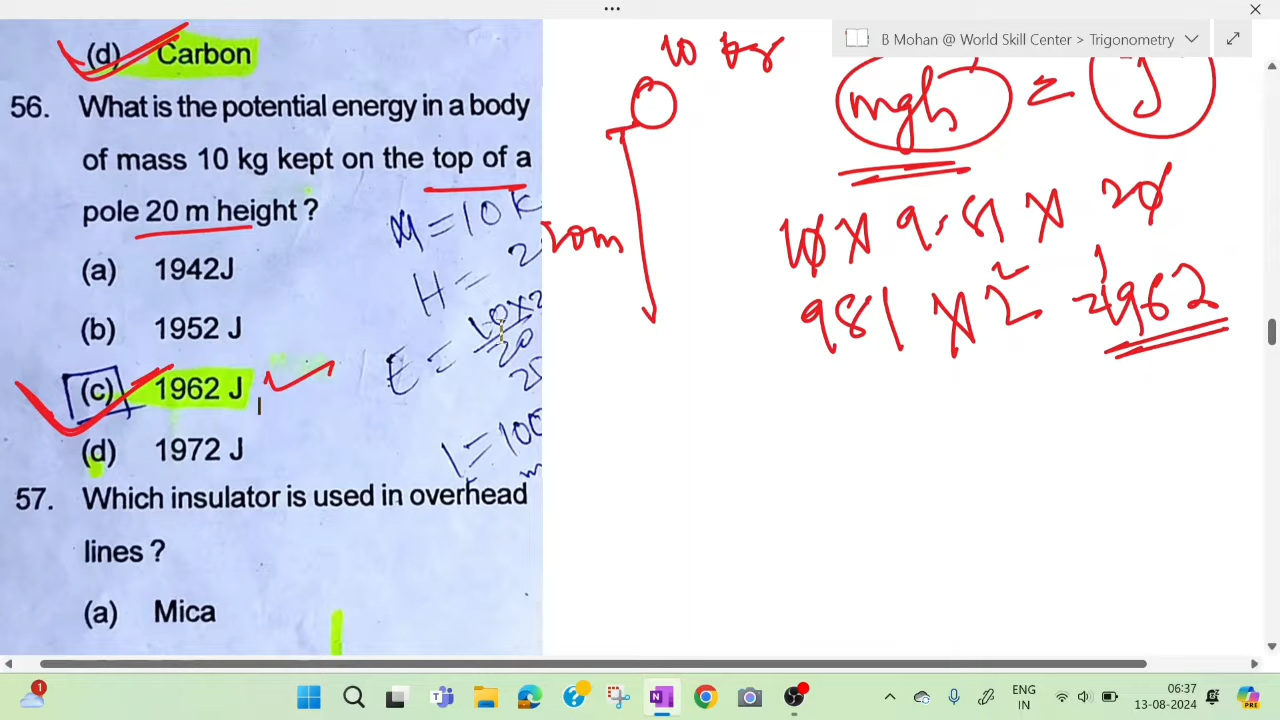 B Mohan @ World Skill Center > Trigonometry
(d) Carbon
56. What is the potential energy in a body
of mass 10 kg kept on the top of a
pole 20 m height ?
(a) 1942J
(b) 1952 J
(c) 1962 J
(d) 1972 J
57. Which insulator is used in overhead
lines ?
(a) Mica
M = 10 K
H = 2
E =
10 kg
20m
mgh = J
10 X 9.81 X 20
981 X 2 1962
ENG
IN
06:37
13-08-2024
1
PRE